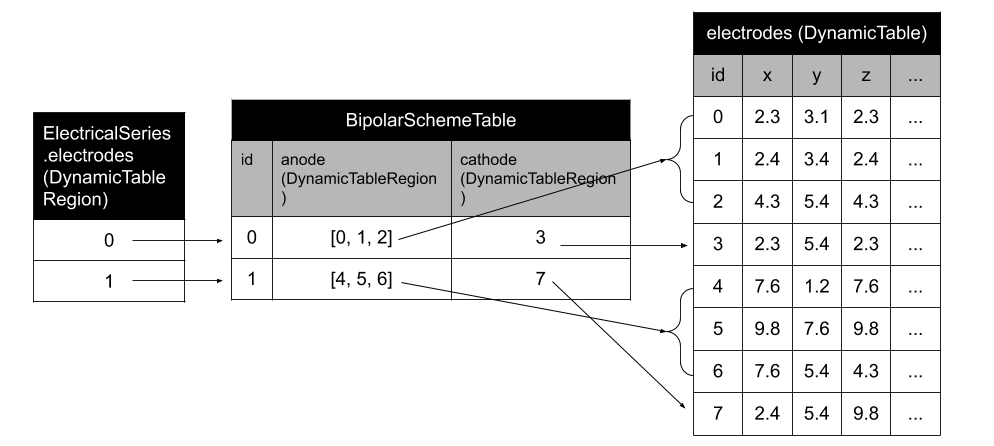 ElectricalSeries
.electrodes
(DynamicTable
Region)
0
1
BipolarSchemeTable
id anode
(DynamicTableRegion
) cathode
(DynamicTableRegion
)
0 [0, 1, 2] 3
1 [4, 5, 6] 7
electrodes (DynamicTable)
id x y z ...
0 2.3 3.1 2.3 ...
1 2.4 3.4 2.4 ...
2 4.3 5.4 4.3 ...
3 2.3 5.4 2.3 ...
4 7.6 1.2 7.6 ...
5 9.8 7.6 9.8 ...
6 7.6 5.4 4.3 ...
7 2.4 5.4 9.8 ...